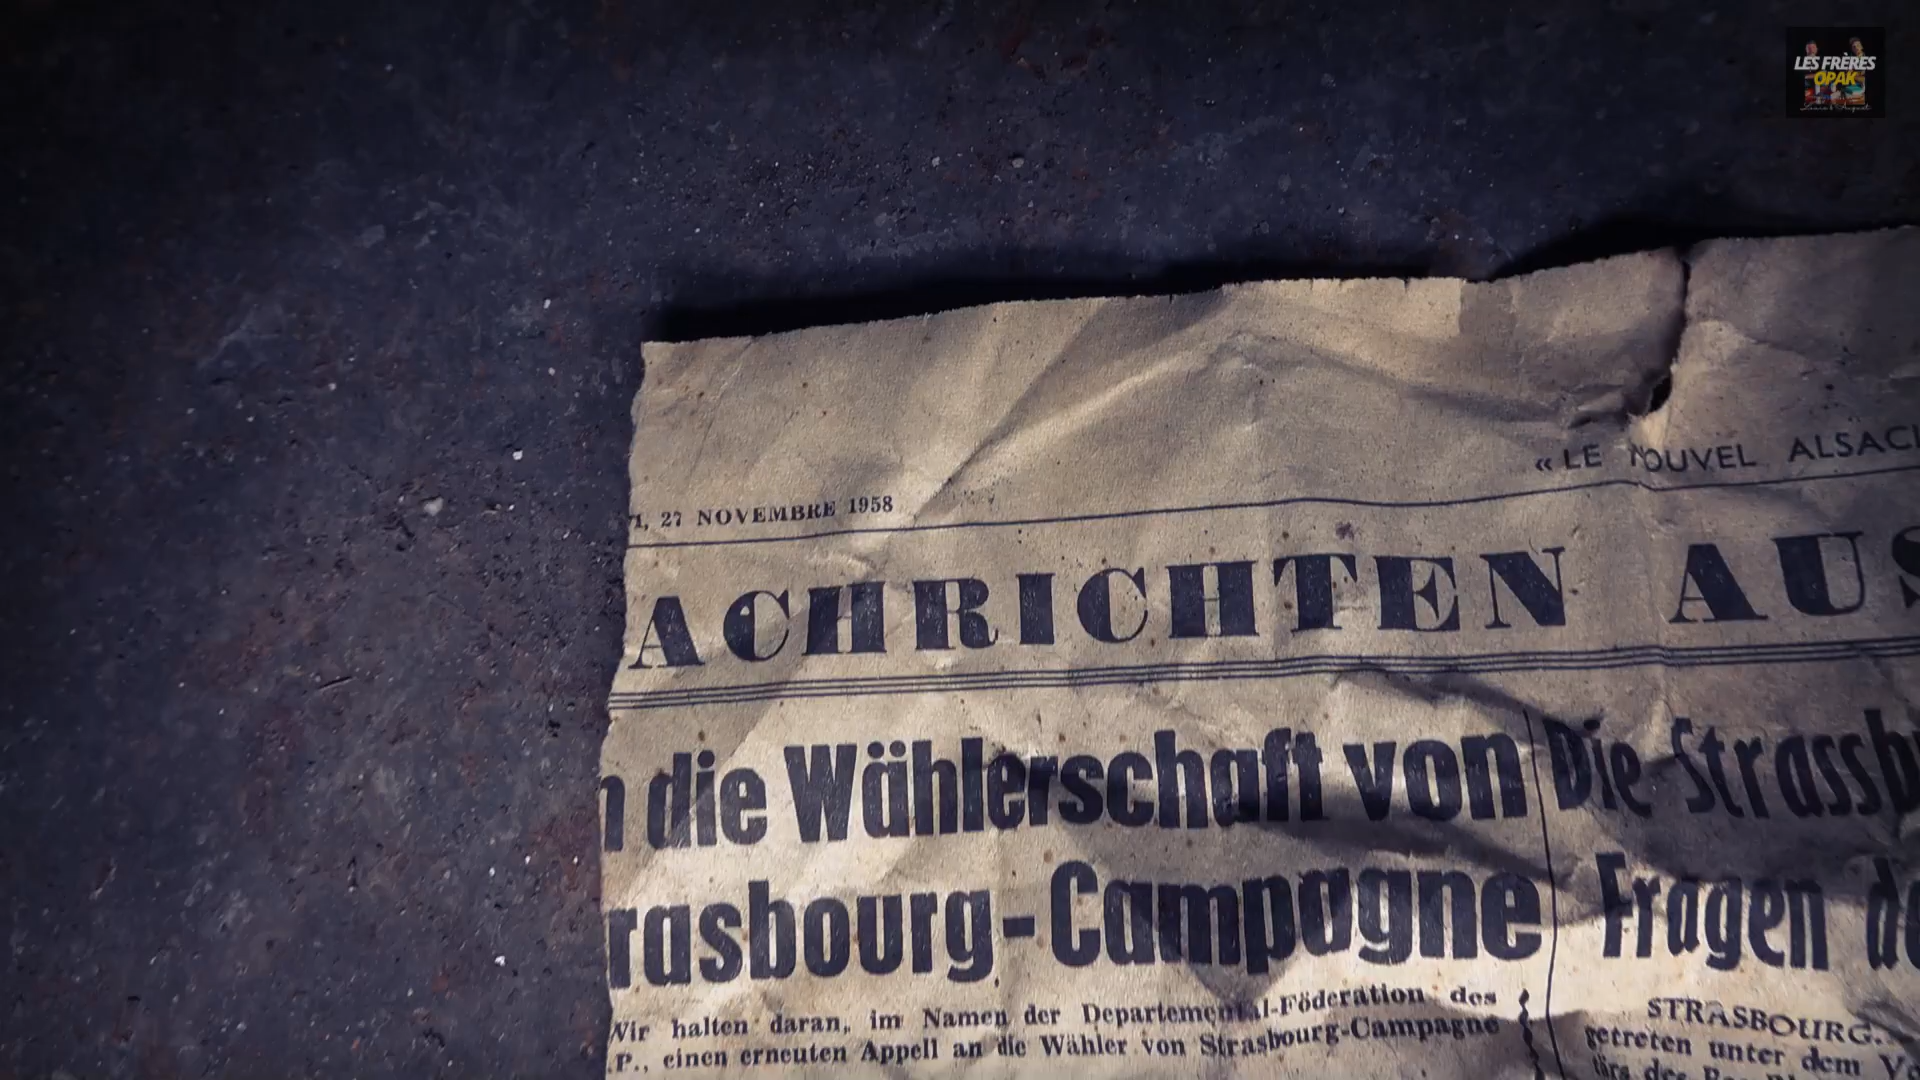 LES FRÈRES
OPAK
« LE NOUVEL ALSACI
1, 27 NOVEMBRE 1958
ACHRICHTEN AUS
n die Wählerschaft von
rasbourg-Campagne
Wir halten daran, im Namen der Departemental-Föderation des
.P., einen erneuten Appell an die Wähler von Strasbourg-Campagne
Die Strassb
Fragen de
STRASBOURG.
getreten unter dem